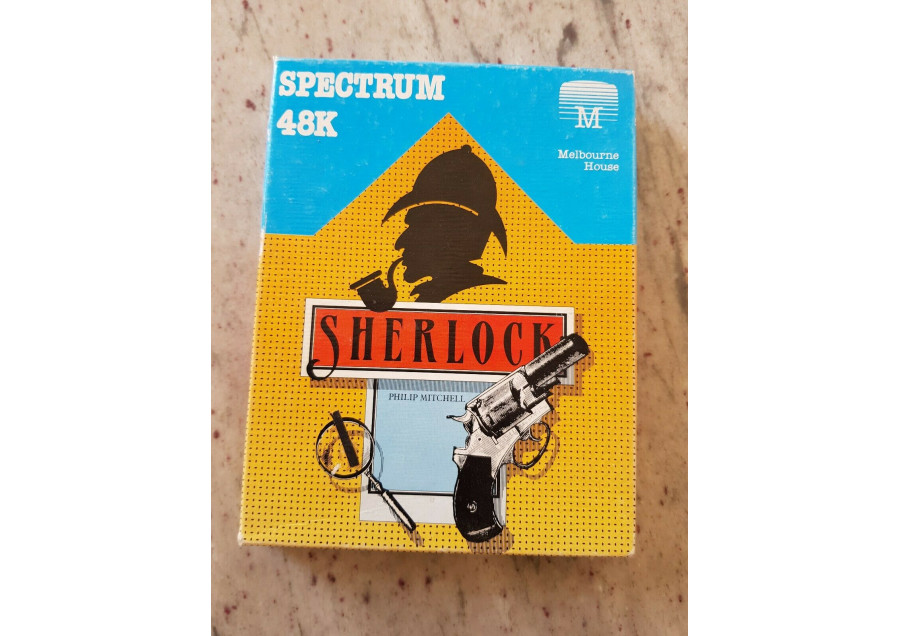 SPECTRUM
48K
M
Melbourne
House
SHERLOCK
PHILIP MITCHELL